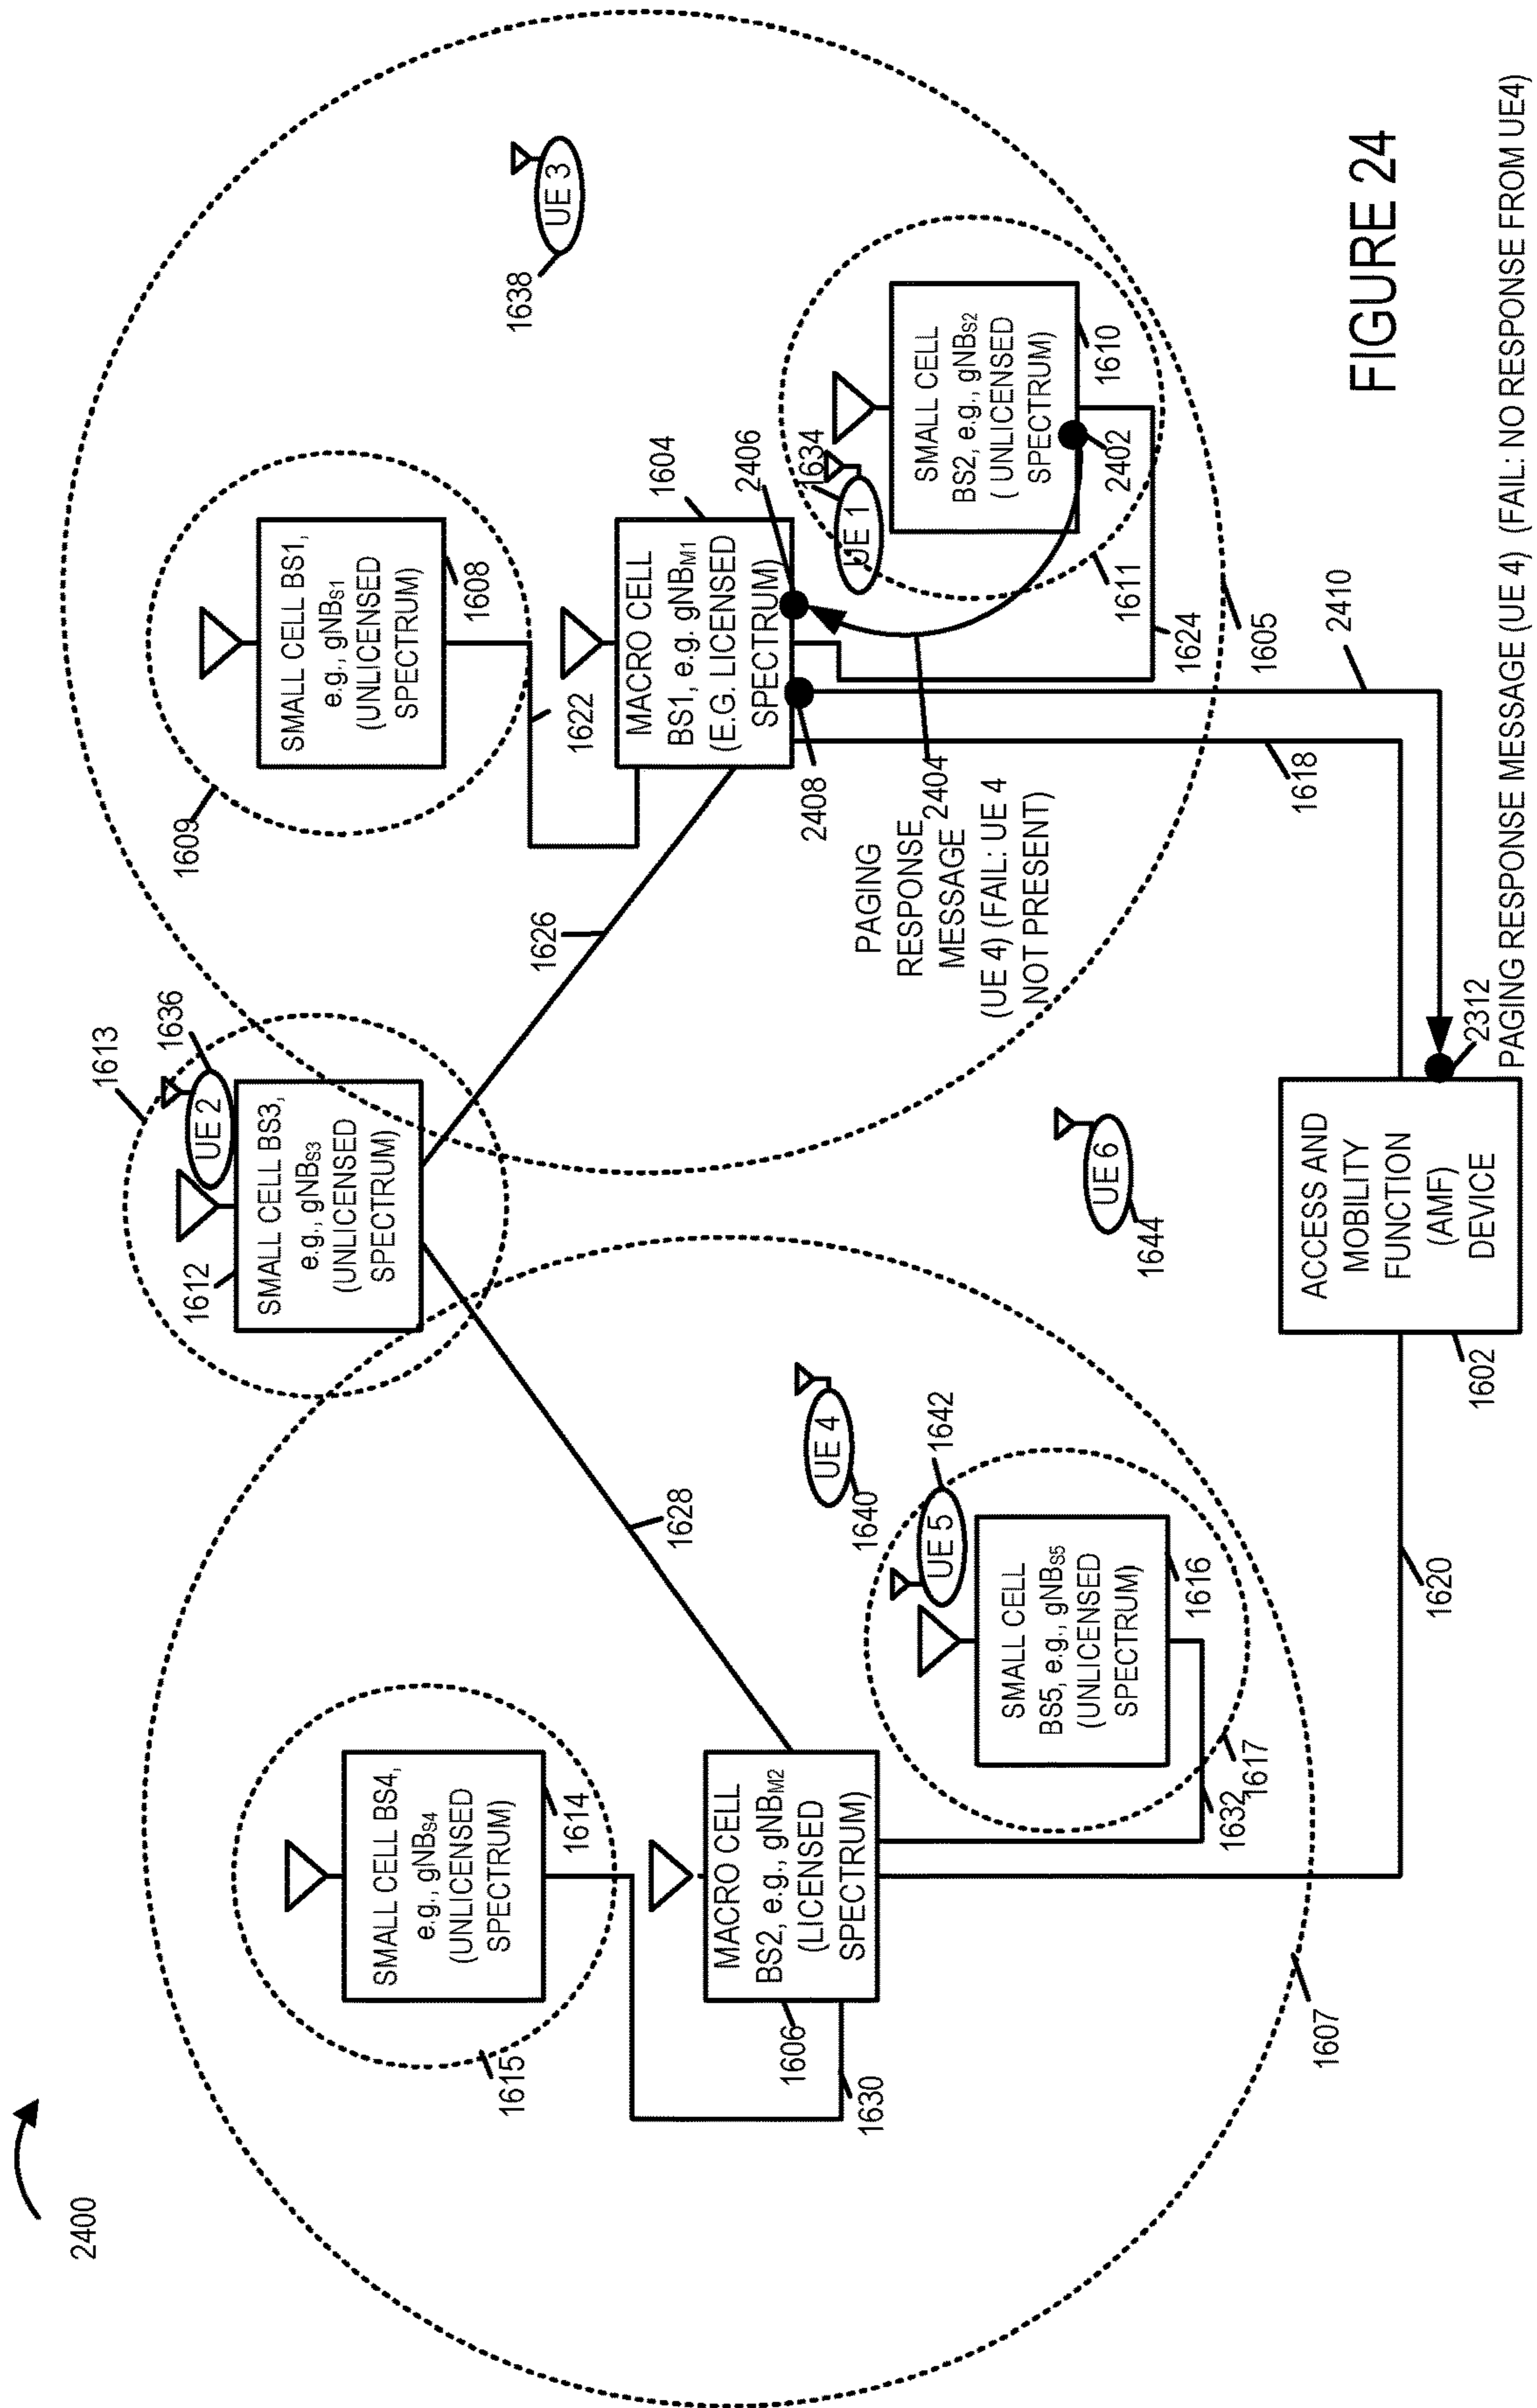 2400
1615
SMALL CELL BS4,
e.g., gNBS4
(UNLICENSED
SPECTRUM)
1614
1606
1630
MACRO CELL
BS2, e.g., gNBM2
(LICENSED
SPECTRUM)
SMALL CELL
BS5, e.g., gNBS5
(UNLICENSED
SPECTRUM)
1616
1617
1632
1607
UE 5
1642
UE 4
1640
1628
1620
1613
1612
UE 2
1636
SMALL CELL BS3,
e.g., gNBS3
(UNLICENSED
SPECTRUM)
1626
UE 6
1644
ACCESS AND
MOBILITY
FUNCTION
(AMF)
DEVICE
1602
2312
1609
SMALL CELL BS1,
e.g., gNBS1
(UNLICENSED
SPECTRUM)
1608
1622
MACRO CELL
BS1, e.g. gNBM1
(E.G. LICENSED
SPECTRUM)
1604
2406
2408
PAGING
RESPONSE
MESSAGE 2404
(UE 4) (FAIL: UE 4
NOT PRESENT)
UE 1
1634
SMALL CELL
BS2, e.g., gNBS2
( UNLICENSED
SPECTRUM)
1610
2402
1611
1624
1605
1618
2410
UE 3
1638
PAGING RESPONSE MESSAGE (UE 4) (FAIL: NO RESPONSE FROM UE4)
FIGURE 24